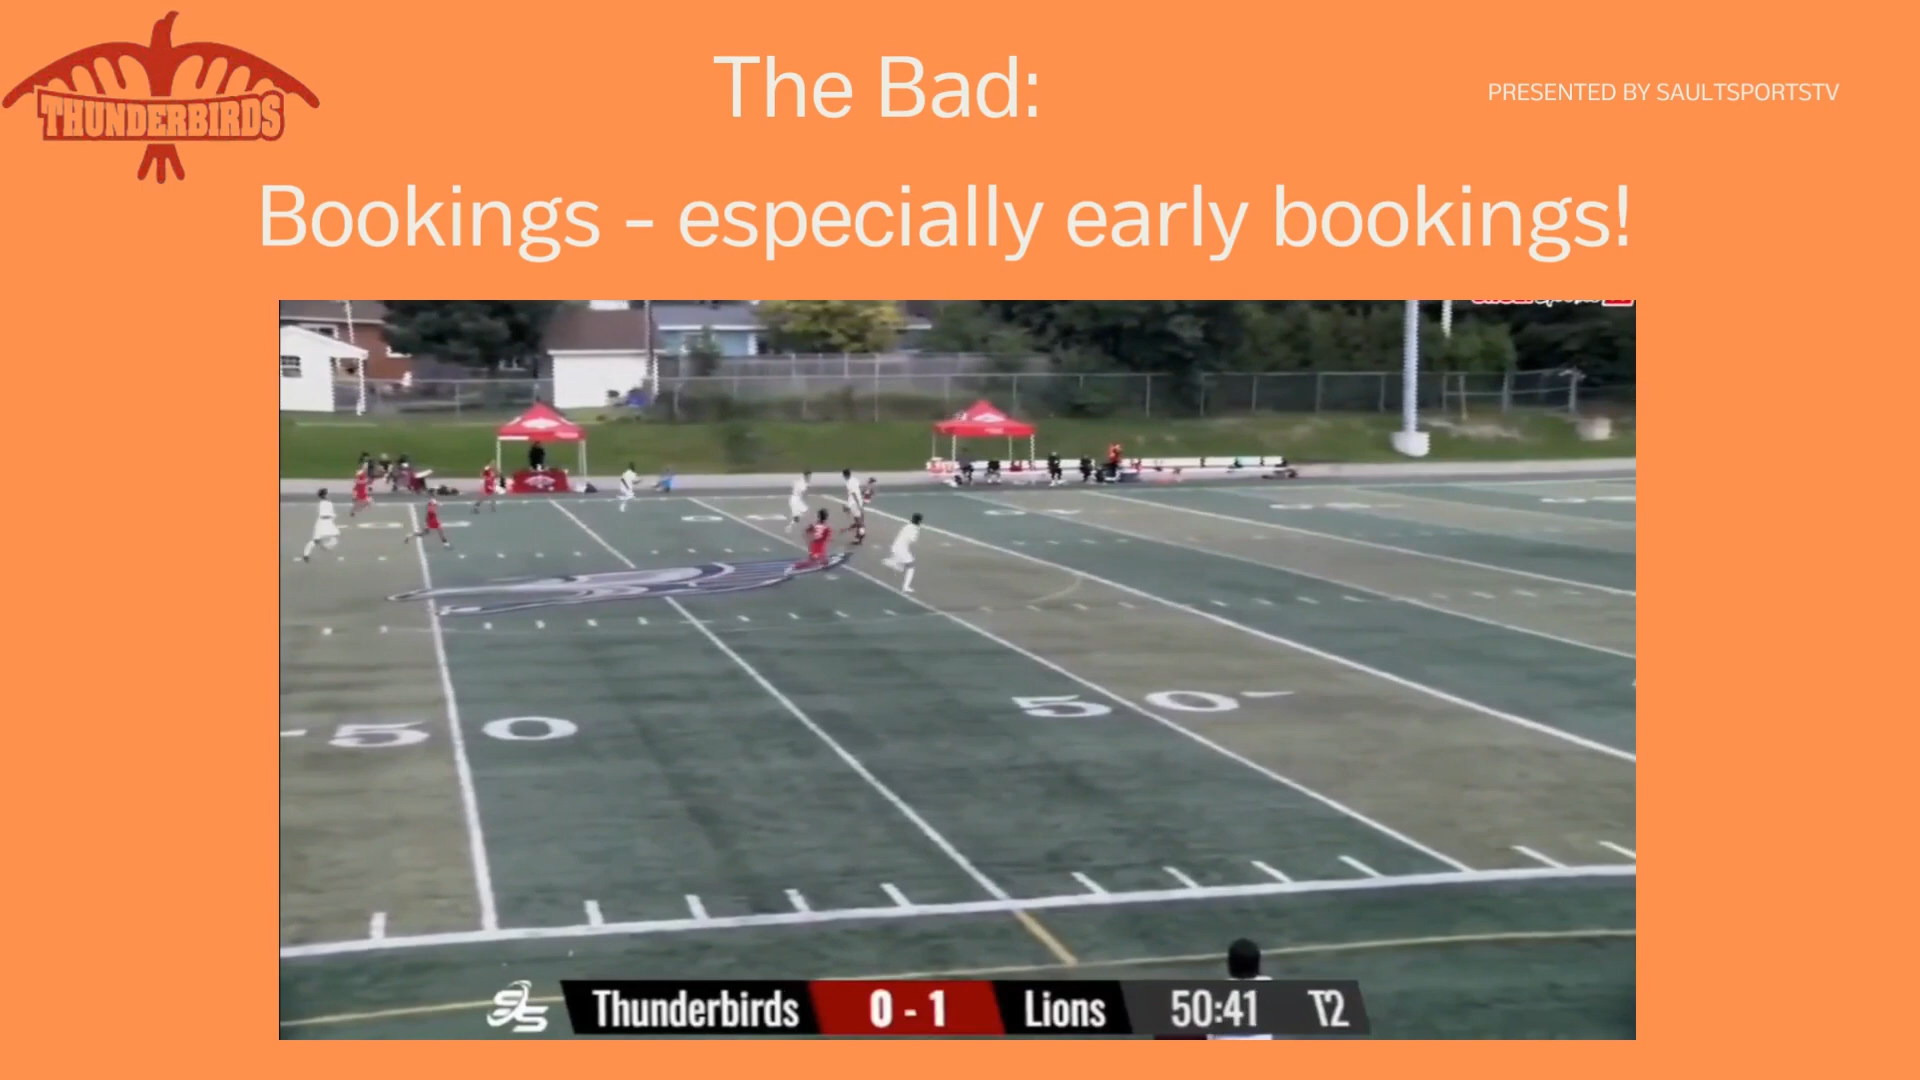 THUNDERBIRDS
The Bad:
PRESENTED BY SAULTSPORTSTV
Bookings - especially early bookings!
50
50
Thunderbirds 0 - 1 Lions 50:41 T2